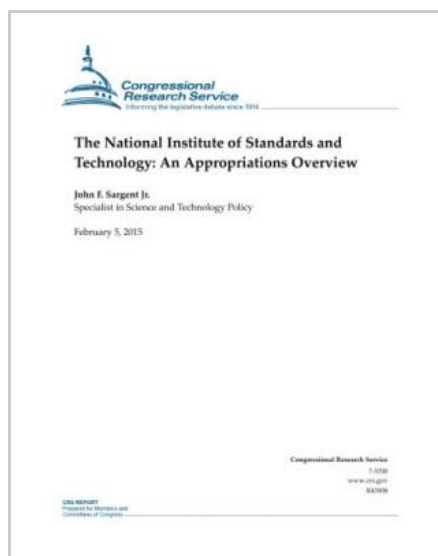 Congressional
Research Service
Informing the legislative debate since 1914
The National Institute of Standards and
Technology: An Appropriations Overview
John F. Sargent Jr.
Specialist in Science and Technology Policy
February 5, 2015
Congressional Research Service
7-5700
www.crs.gov
CRS REPORT
Prepared for Members and
Committees of Congress